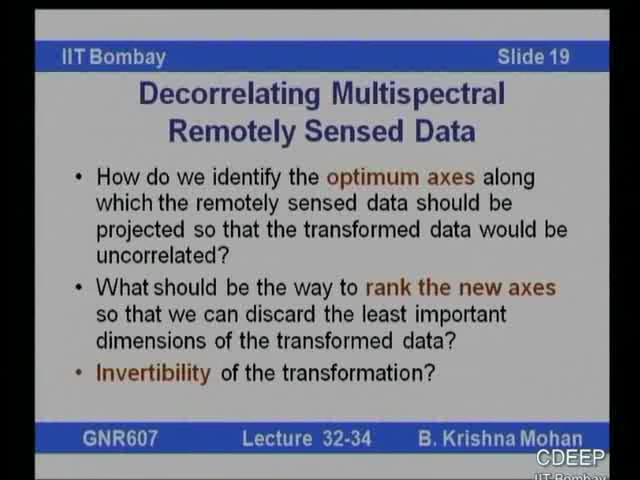 IIT Bombay Slide 19
Decorrelating Multispectral
Remotely Sensed Data
• How do we identify the optimum axes along
which the remotely sensed data should be
projected so that the transformed data would be
uncorrelated?
• What should be the way to rank the new axes
so that we can discard the least important
dimensions of the transformed data?
• Invertibility of the transformation?
GNR607 Lecture 32-34 B. Krishna Mohan
CDEEP
IIT Bombay